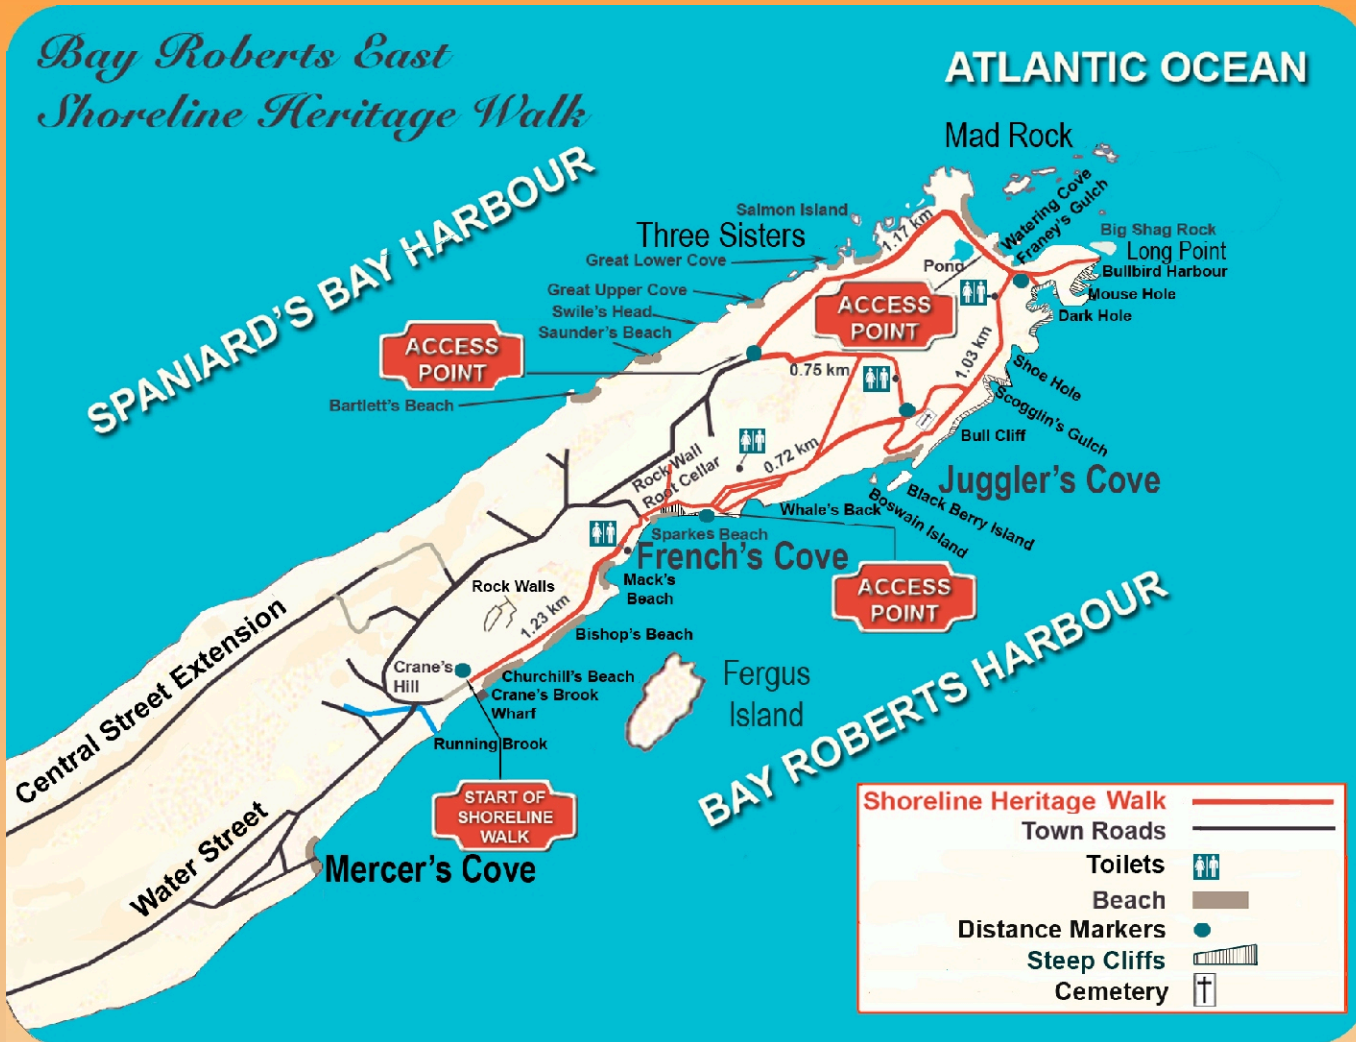 Bay Roberts East
Shoreline Heritage Walk
ATLANTIC OCEAN
SPANIARD'S BAY HARBOUR
Mad Rock
Salmon Island
Three Sisters
Great Lower Cove
Great Upper Cove
Swile's Head
Saunder's Beach
Bartlett's Beach
ACCESS
POINT
ACCESS
POINT
1.17 km
Pond
Watering Cove
Franey's Gulch
Big Shag Rock
Long Point
Bullbird Harbour
Mouse Hole
Dark Hole
1.03 km
0.75 km
Shoe Hole
Scogglin's Gulch
Bull Cliff
Juggler's Cove
Black Berry Island
Boswain Island
Whale's Back
0.72 km
Rock Wall
Root Cellar
Sparkes Beach
French's Cove
ACCESS
POINT
Mack's
Beach
Rock Walls
1.23 km
Bishop's Beach
Crane's
Hill
Churchill's Beach
Crane's Brook
Wharf
Running Brook
START OF
SHORELINE
WALK
Fergus
Island
BAY ROBERTS HARBOUR
Central Street Extension
Water Street
Mercer's Cove
Shoreline Heritage Walk
Town Roads
Toilets
Beach
Distance Markers
Steep Cliffs
Cemetery